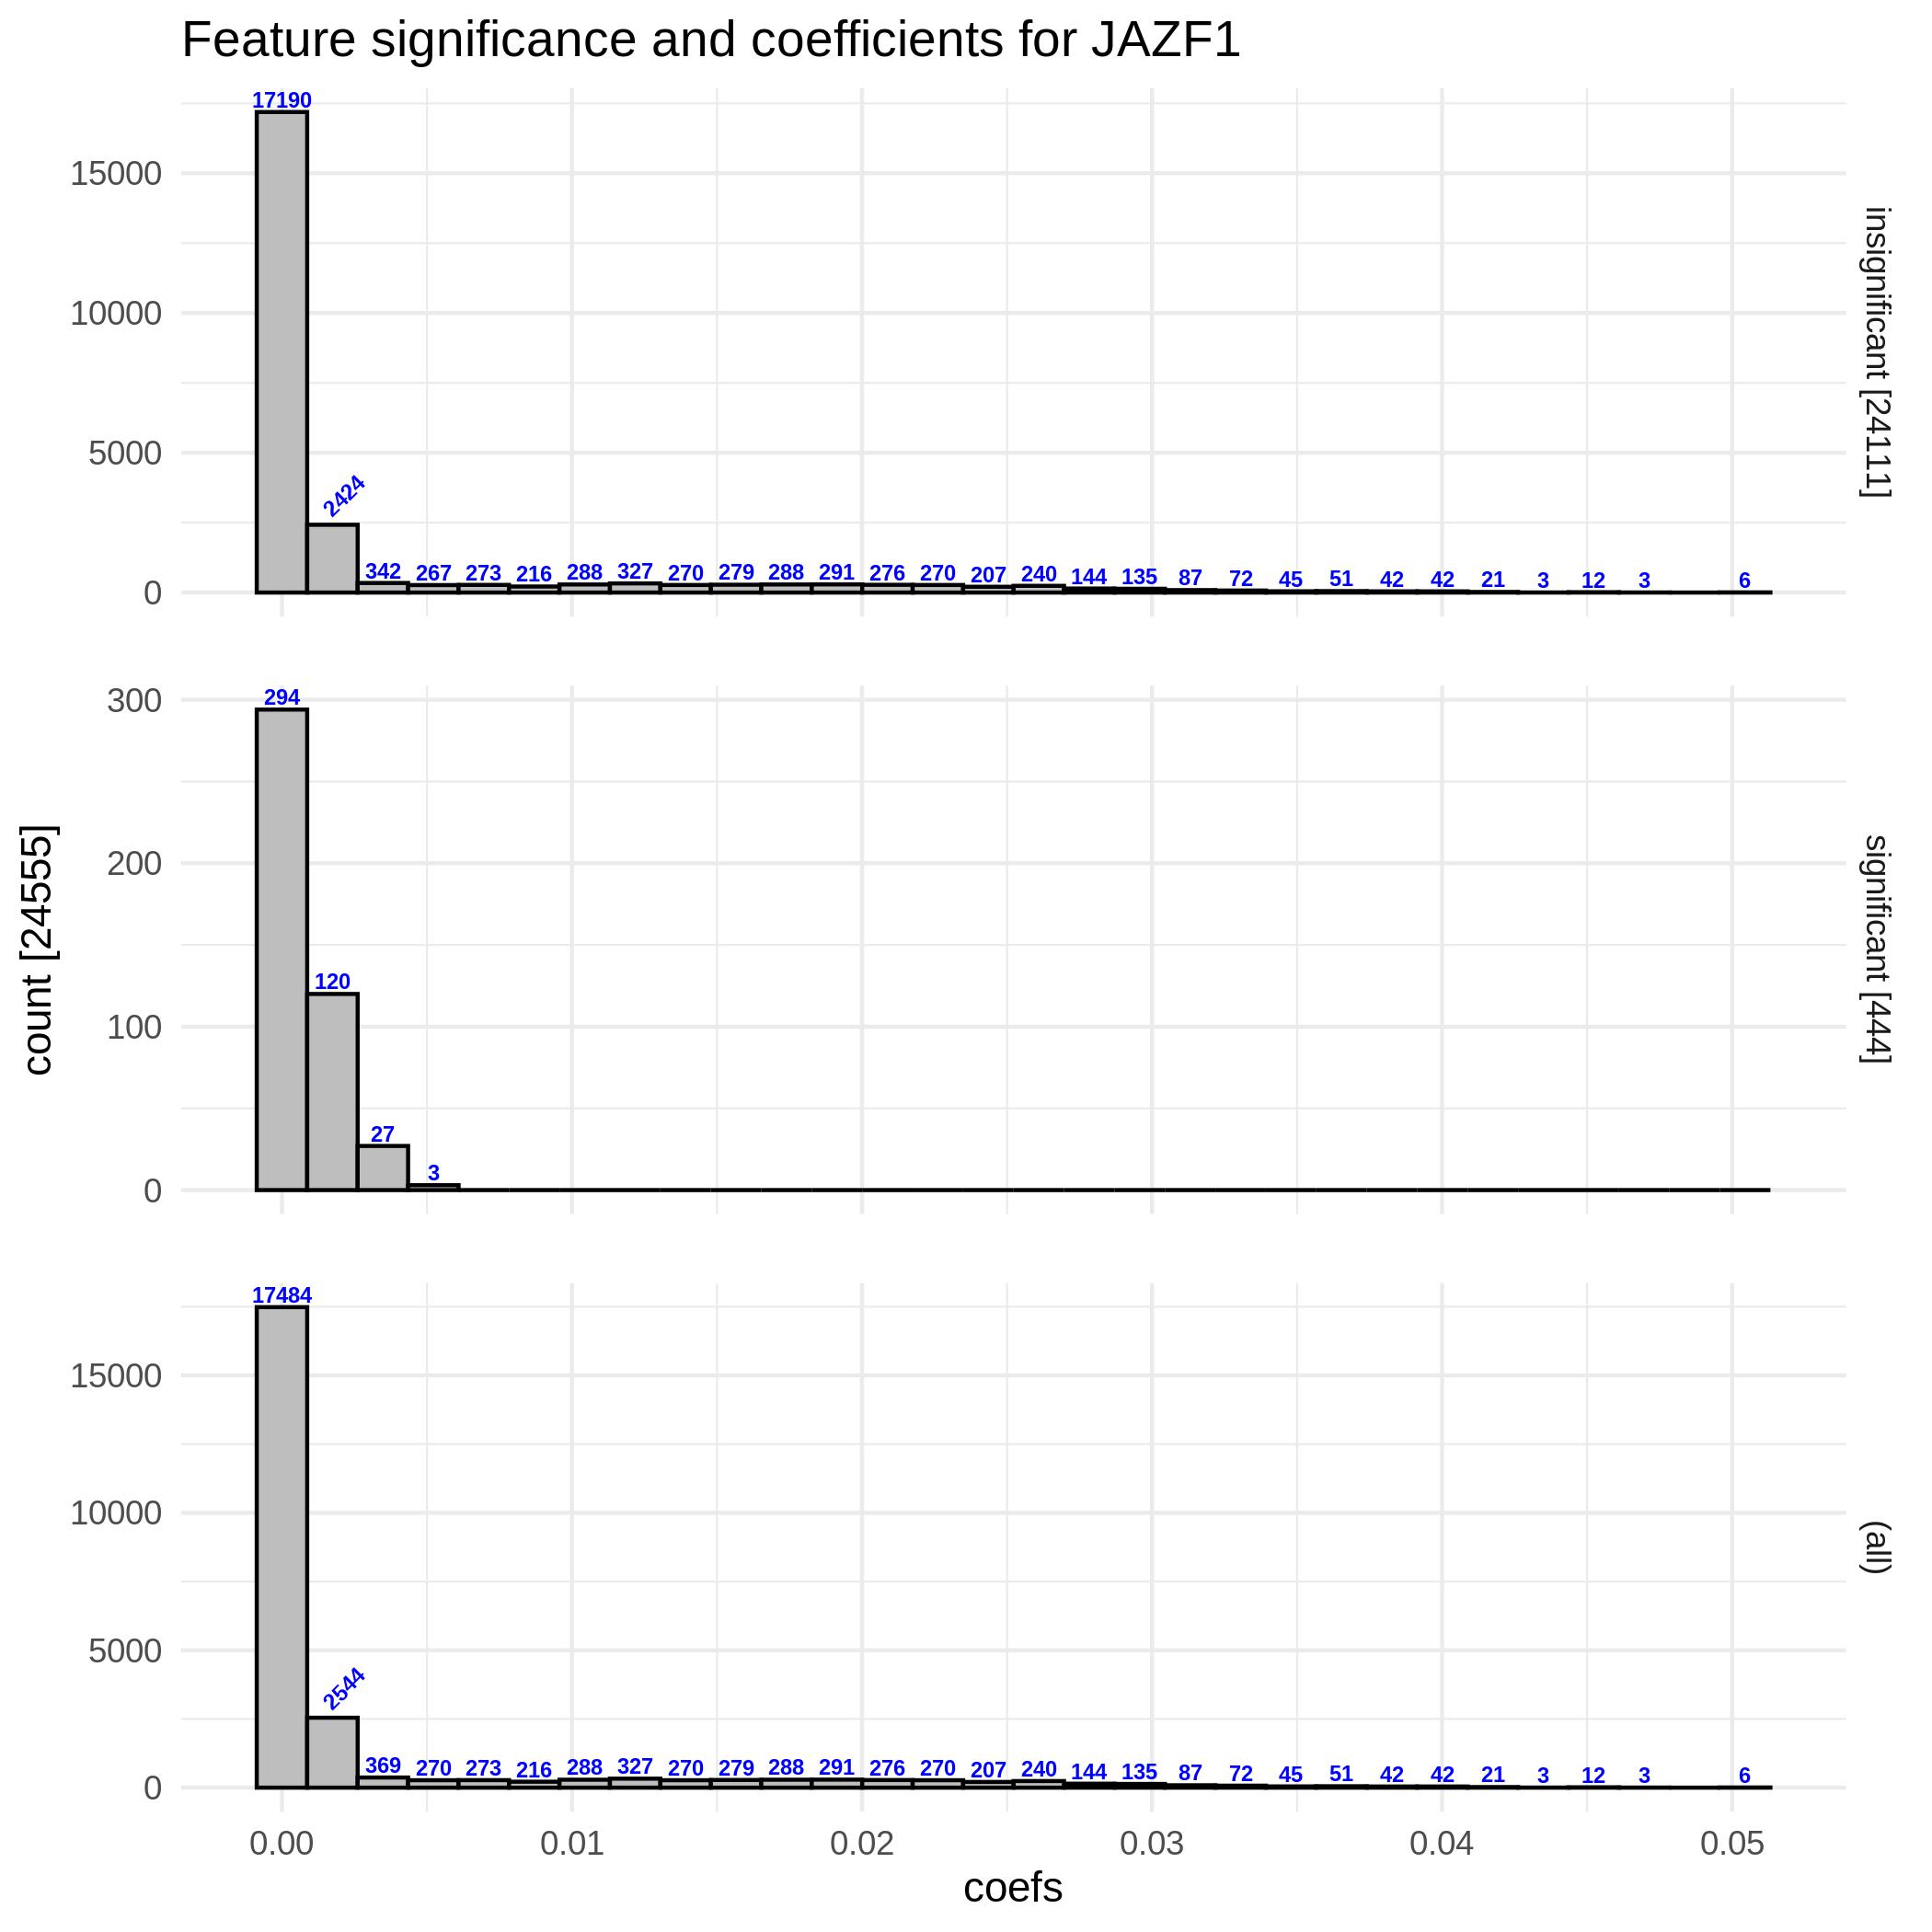 Feature significance and coefficients for JAZF1
17190
15000
10000
5000
0
2424
342 267 273 216 288 327 270 279 288 291 276 270 207 240 144 135 87 72 45 51 42 42 21 3 12 3 6
insignificant [24111]
count [24555]
300
200
100
0
294
120
27
3
significant [444]
17484
15000
10000
5000
0
2544
369 270 273 216 288 327 270 279 288 291 276 270 207 240 144 135 87 72 45 51 42 42 21 3 12 3 6
(all)
0.00 0.01 0.02 0.03 0.04 0.05
coefs